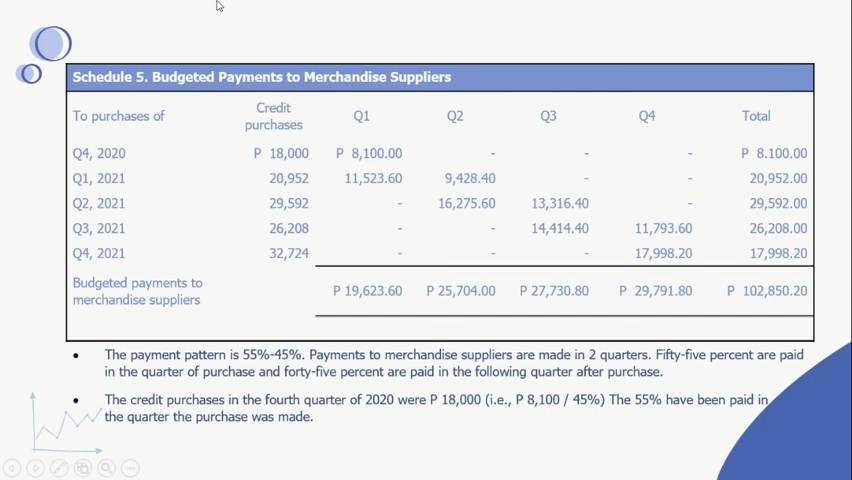 Schedule 5. Budgeted Payments to Merchandise Suppliers
To purchases of Credit purchases Q1 Q2 Q3 Q4 Total
Q4, 2020 P 18,000 P 8,100.00 - - - P 8.100.00
Q1, 2021 20,952 11,523.60 9,428.40 - - 20,952.00
Q2, 2021 29,592 - 16,275.60 13,316.40 - 29,592.00
Q3, 2021 26,208 - - 14,414.40 11,793.60 26,208.00
Q4, 2021 32,724 - - - 17,998.20 17,998.20
Budgeted payments to merchandise suppliers P 19,623.60 P 25,704.00 P 27,730.80 P 29,791.80 P 102,850.20
• The payment pattern is 55%-45%. Payments to merchandise suppliers are made in 2 quarters. Fifty-five percent are paid
in the quarter of purchase and forty-five percent are paid in the following quarter after purchase.
• The credit purchases in the fourth quarter of 2020 were P 18,000 (i.e., P 8,100 / 45%) The 55% have been paid in
the quarter the purchase was made.